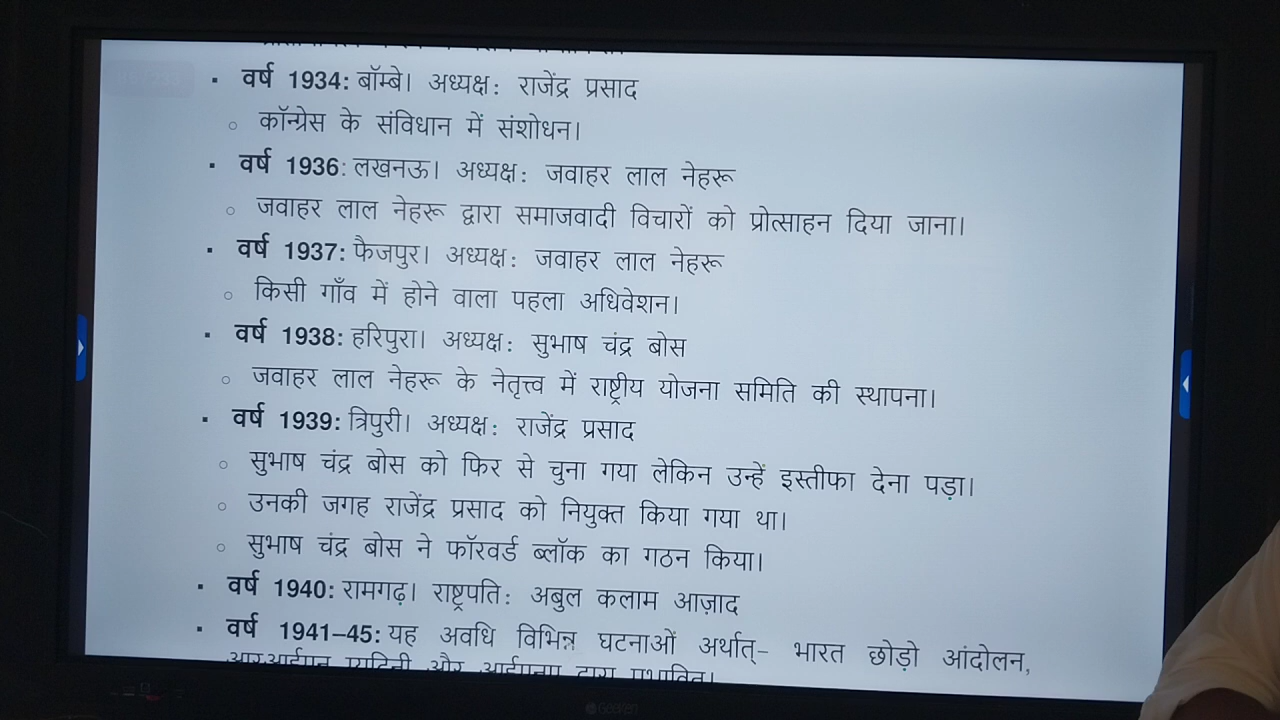 ▪ वर्ष 1934: बॉम्बे। अध्यक्ष: राजेंद्र प्रसाद
○ कॉन्ग्रेस के संविधान में संशोधन।
▪ वर्ष 1936: लखनऊ। अध्यक्ष: जवाहर लाल नेहरू
○ जवाहर लाल नेहरू द्वारा समाजवादी विचारों को प्रोत्साहन दिया जाना।
▪ वर्ष 1937: फैजपुर। अध्यक्ष: जवाहर लाल नेहरू
○ किसी गाँव में होने वाला पहला अधिवेशन।
▪ वर्ष 1938: हरिपुरा। अध्यक्ष: सुभाष चंद्र बोस
○ जवाहर लाल नेहरू के नेतृत्त्व में राष्ट्रीय योजना समिति की स्थापना।
▪ वर्ष 1939: त्रिपुरी। अध्यक्ष: राजेंद्र प्रसाद
○ सुभाष चंद्र बोस को फिर से चुना गया लेकिन उन्हें इस्तीफा देना पड़ा।
○ उनकी जगह राजेंद्र प्रसाद को नियुक्त किया गया था।
○ सुभाष चंद्र बोस ने फॉरवर्ड ब्लॉक का गठन किया।
▪ वर्ष 1940: रामगढ़। राष्ट्रपति: अबुल कलाम आज़ाद
▪ वर्ष 1941–45: यह अवधि विभिन्न घटनाओं अर्थात्- भारत छोड़ो आंदोलन,
और द्वारा प्रभावित।